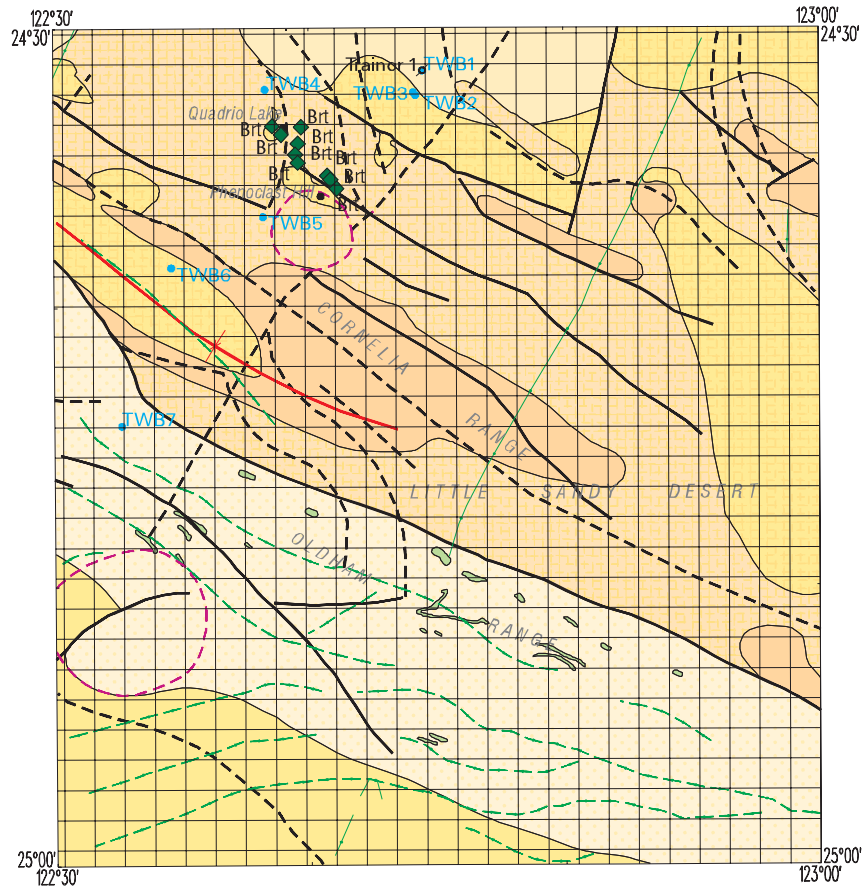 122°30' 123°00'
24°30' 24°30'
Trainor 1 TWB1
TWB4
TWB3 TWB2
Quadrio Lake
Brt
Brt Brt
Brt Brt Brt
Brt Brt
Phenoclast Hill
Brt
TWB5
TWB6
CORNELIA
RANGE
TWB7
LITTLE SANDY DESERT
OLDHAM
RANGE
25°00' 25°00'
122°30' 123°00'